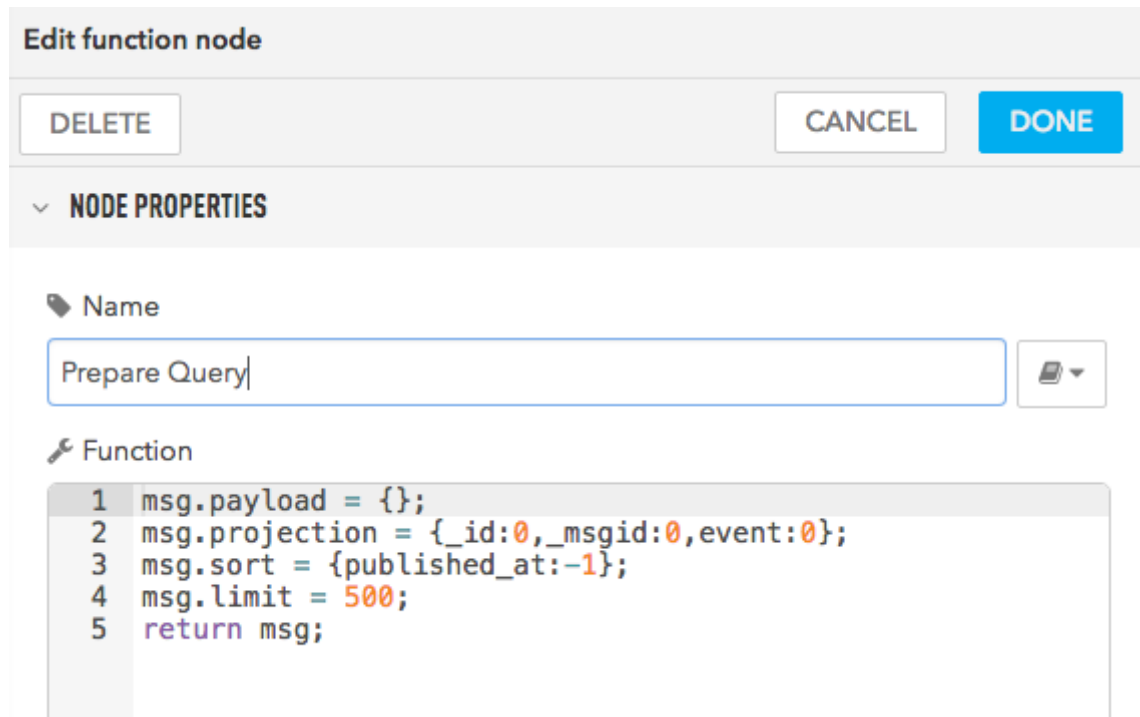 Edit function node
DELETE CANCEL DONE
NODE PROPERTIES
Name
Prepare Query
Function
1 msg.payload = {};
2 msg.projection = {_id:0,_msgid:0,event:0};
3 msg.sort = {published_at:-1};
4 msg.limit = 500;
5 return msg;